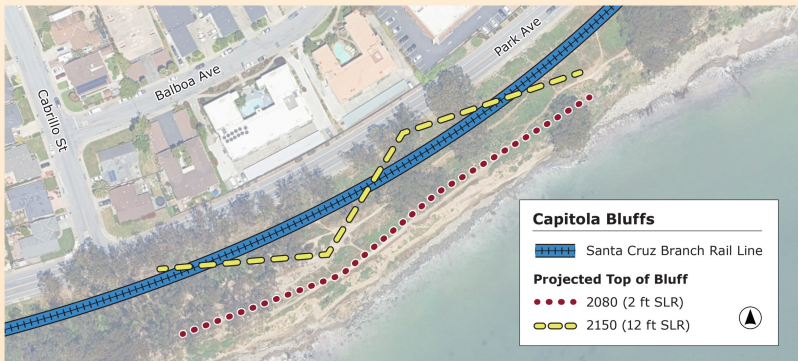 Park Ave
Balboa Ave
Cabrillo St
Capitola Bluffs
Santa Cruz Branch Rail Line
Projected Top of Bluff
2080 (2 ft SLR)
2150 (12 ft SLR)